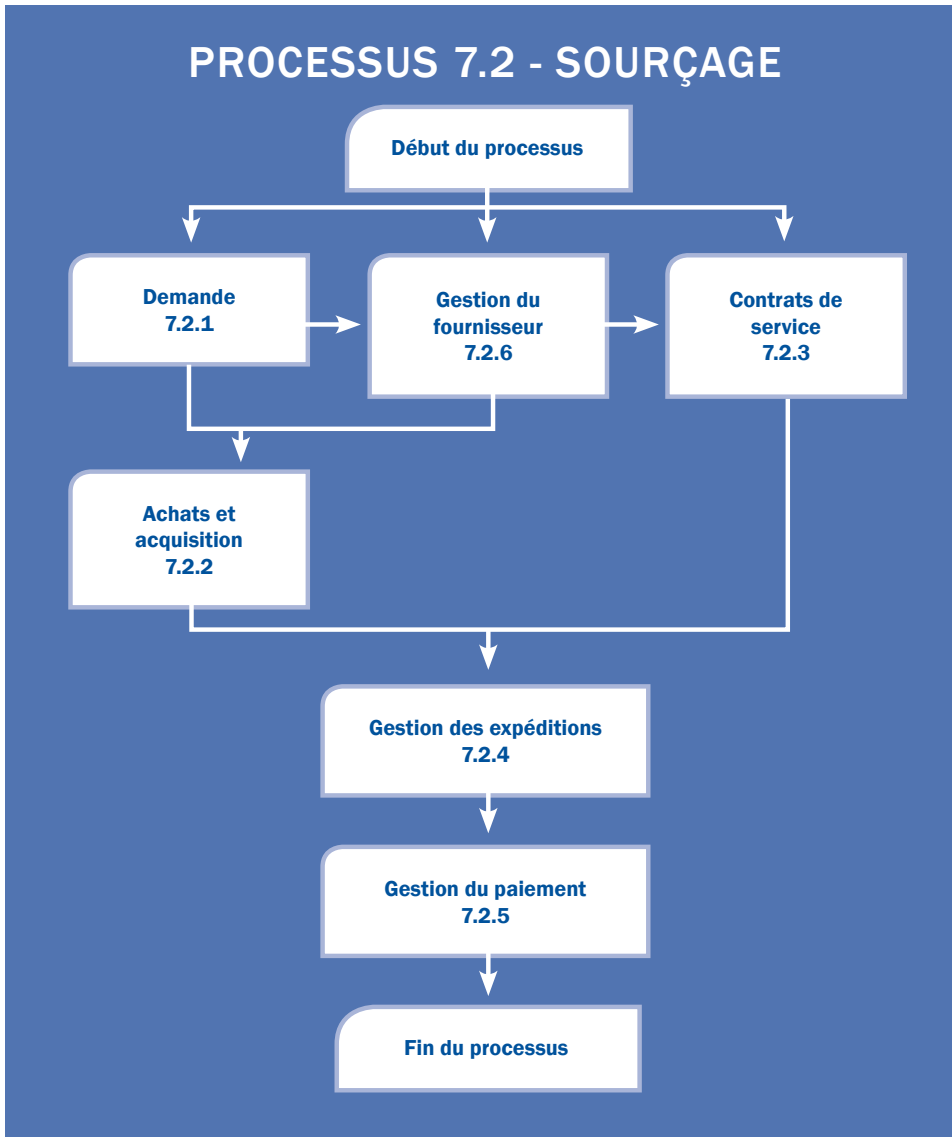 PROCESSUS 7.2 - SOURÇAGE
Début du processus
Demande
7.2.1
Gestion du
fournisseur
7.2.6
Contrats de
service
7.2.3
Achats et
acquisition
7.2.2
Gestion des expéditions
7.2.4
Gestion du paiement
7.2.5
Fin du processus